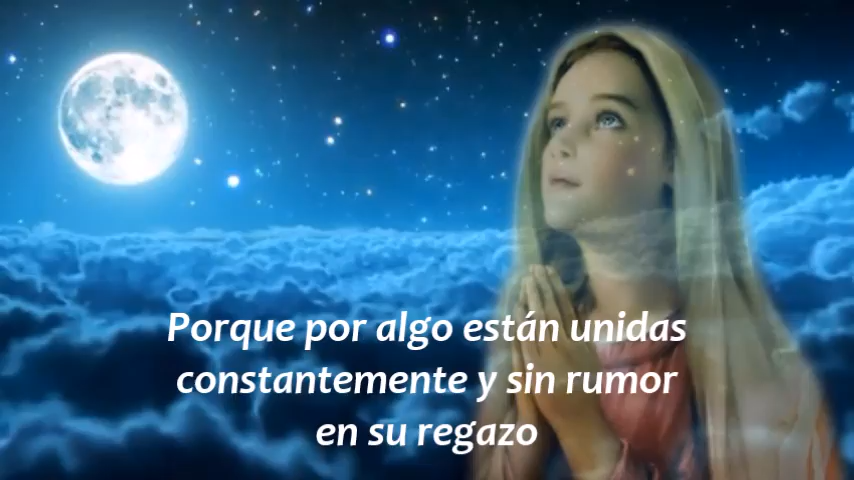 Porque por algo están unidas
constantemente y sin rumor
en su regazo